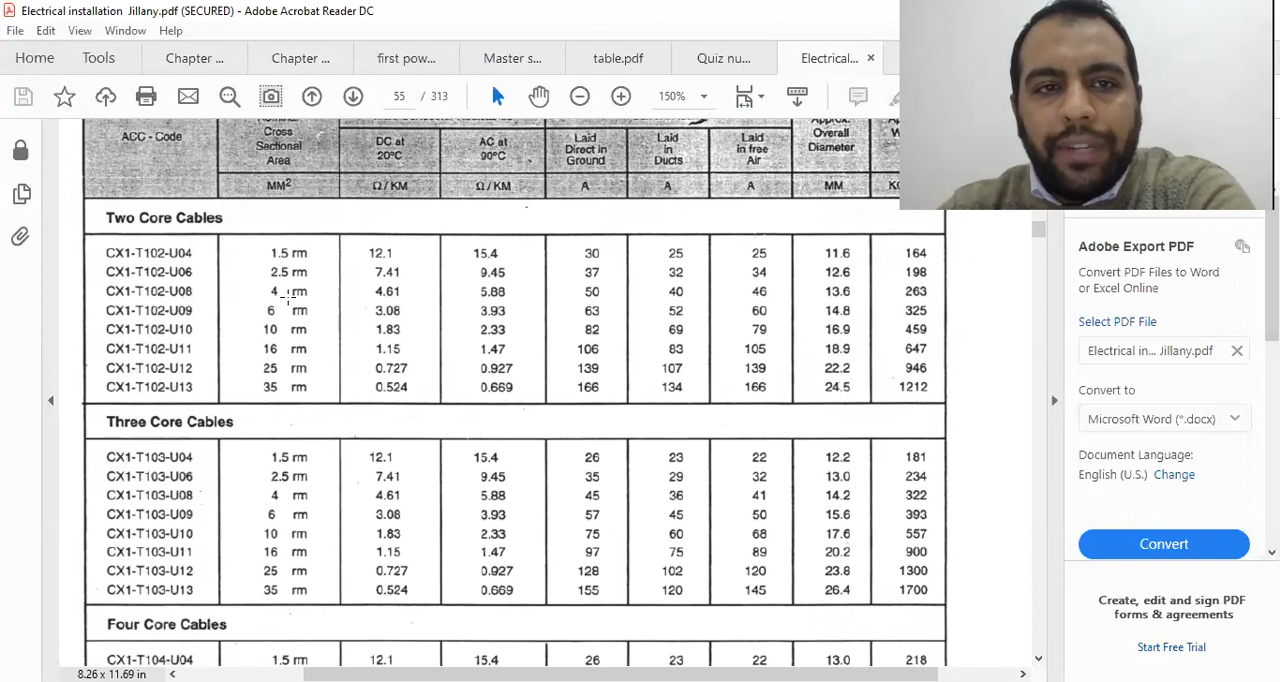 Electrical installation Jillany.pdf (SECURED) - Adobe Acrobat Reader DC
File Edit View Window Help
Home Tools Chapter ... Chapter ... first pow... Master s... table.pdf Quiz nu... Electrical... ×
55 / 313 150%
ACC - Code Cross Sectional Area DC at 20°C AC at 90°C Laid Direct in Ground Laid in Ducts Laid in free Air Approx. Overall Diameter
MM² Ω / KM Ω / KM A A A MM
Two Core Cables
CX1-T102-U04 1.5 rm 12.1 15.4 30 25 25 11.6 164
CX1-T102-U06 2.5 rm 7.41 9.45 37 32 34 12.6 198
CX1-T102-U08 4 rm 4.61 5.88 50 40 46 13.6 263
CX1-T102-U09 6 rm 3.08 3.93 63 52 60 14.8 325
CX1-T102-U10 10 rm 1.83 2.33 82 69 79 16.9 459
CX1-T102-U11 16 rm 1.15 1.47 106 83 105 18.9 647
CX1-T102-U12 25 rm 0.727 0.927 139 107 139 22.2 946
CX1-T102-U13 35 rm 0.524 0.669 166 134 166 24.5 1212
Three Core Cables
CX1-T103-U04 1.5 rm 12.1 15.4 26 23 22 12.2 181
CX1-T103-U06 2.5 rm 7.41 9.45 35 29 32 13.0 234
CX1-T103-U08 4 rm 4.61 5.88 45 36 41 14.2 322
CX1-T103-U09 6 rm 3.08 3.93 57 45 50 15.6 393
CX1-T103-U10 10 rm 1.83 2.33 75 60 68 17.6 557
CX1-T103-U11 16 rm 1.15 1.47 97 75 89 20.2 900
CX1-T103-U12 25 rm 0.727 0.927 128 102 120 23.8 1300
CX1-T103-U13 35 rm 0.524 0.669 155 120 145 26.4 1700
Four Core Cables
CX1-T104-U04 1.5 rm 12.1 15.4 26 23 22 13.0 218
8.26 x 11.69 in
Adobe Export PDF
Convert PDF Files to Word
or Excel Online
Select PDF File
Electrical in... Jillany.pdf
Convert to
Microsoft Word (*.docx)
Document Language:
English (U.S.) Change
Convert
Create, edit and sign PDF
forms & agreements
Start Free Trial